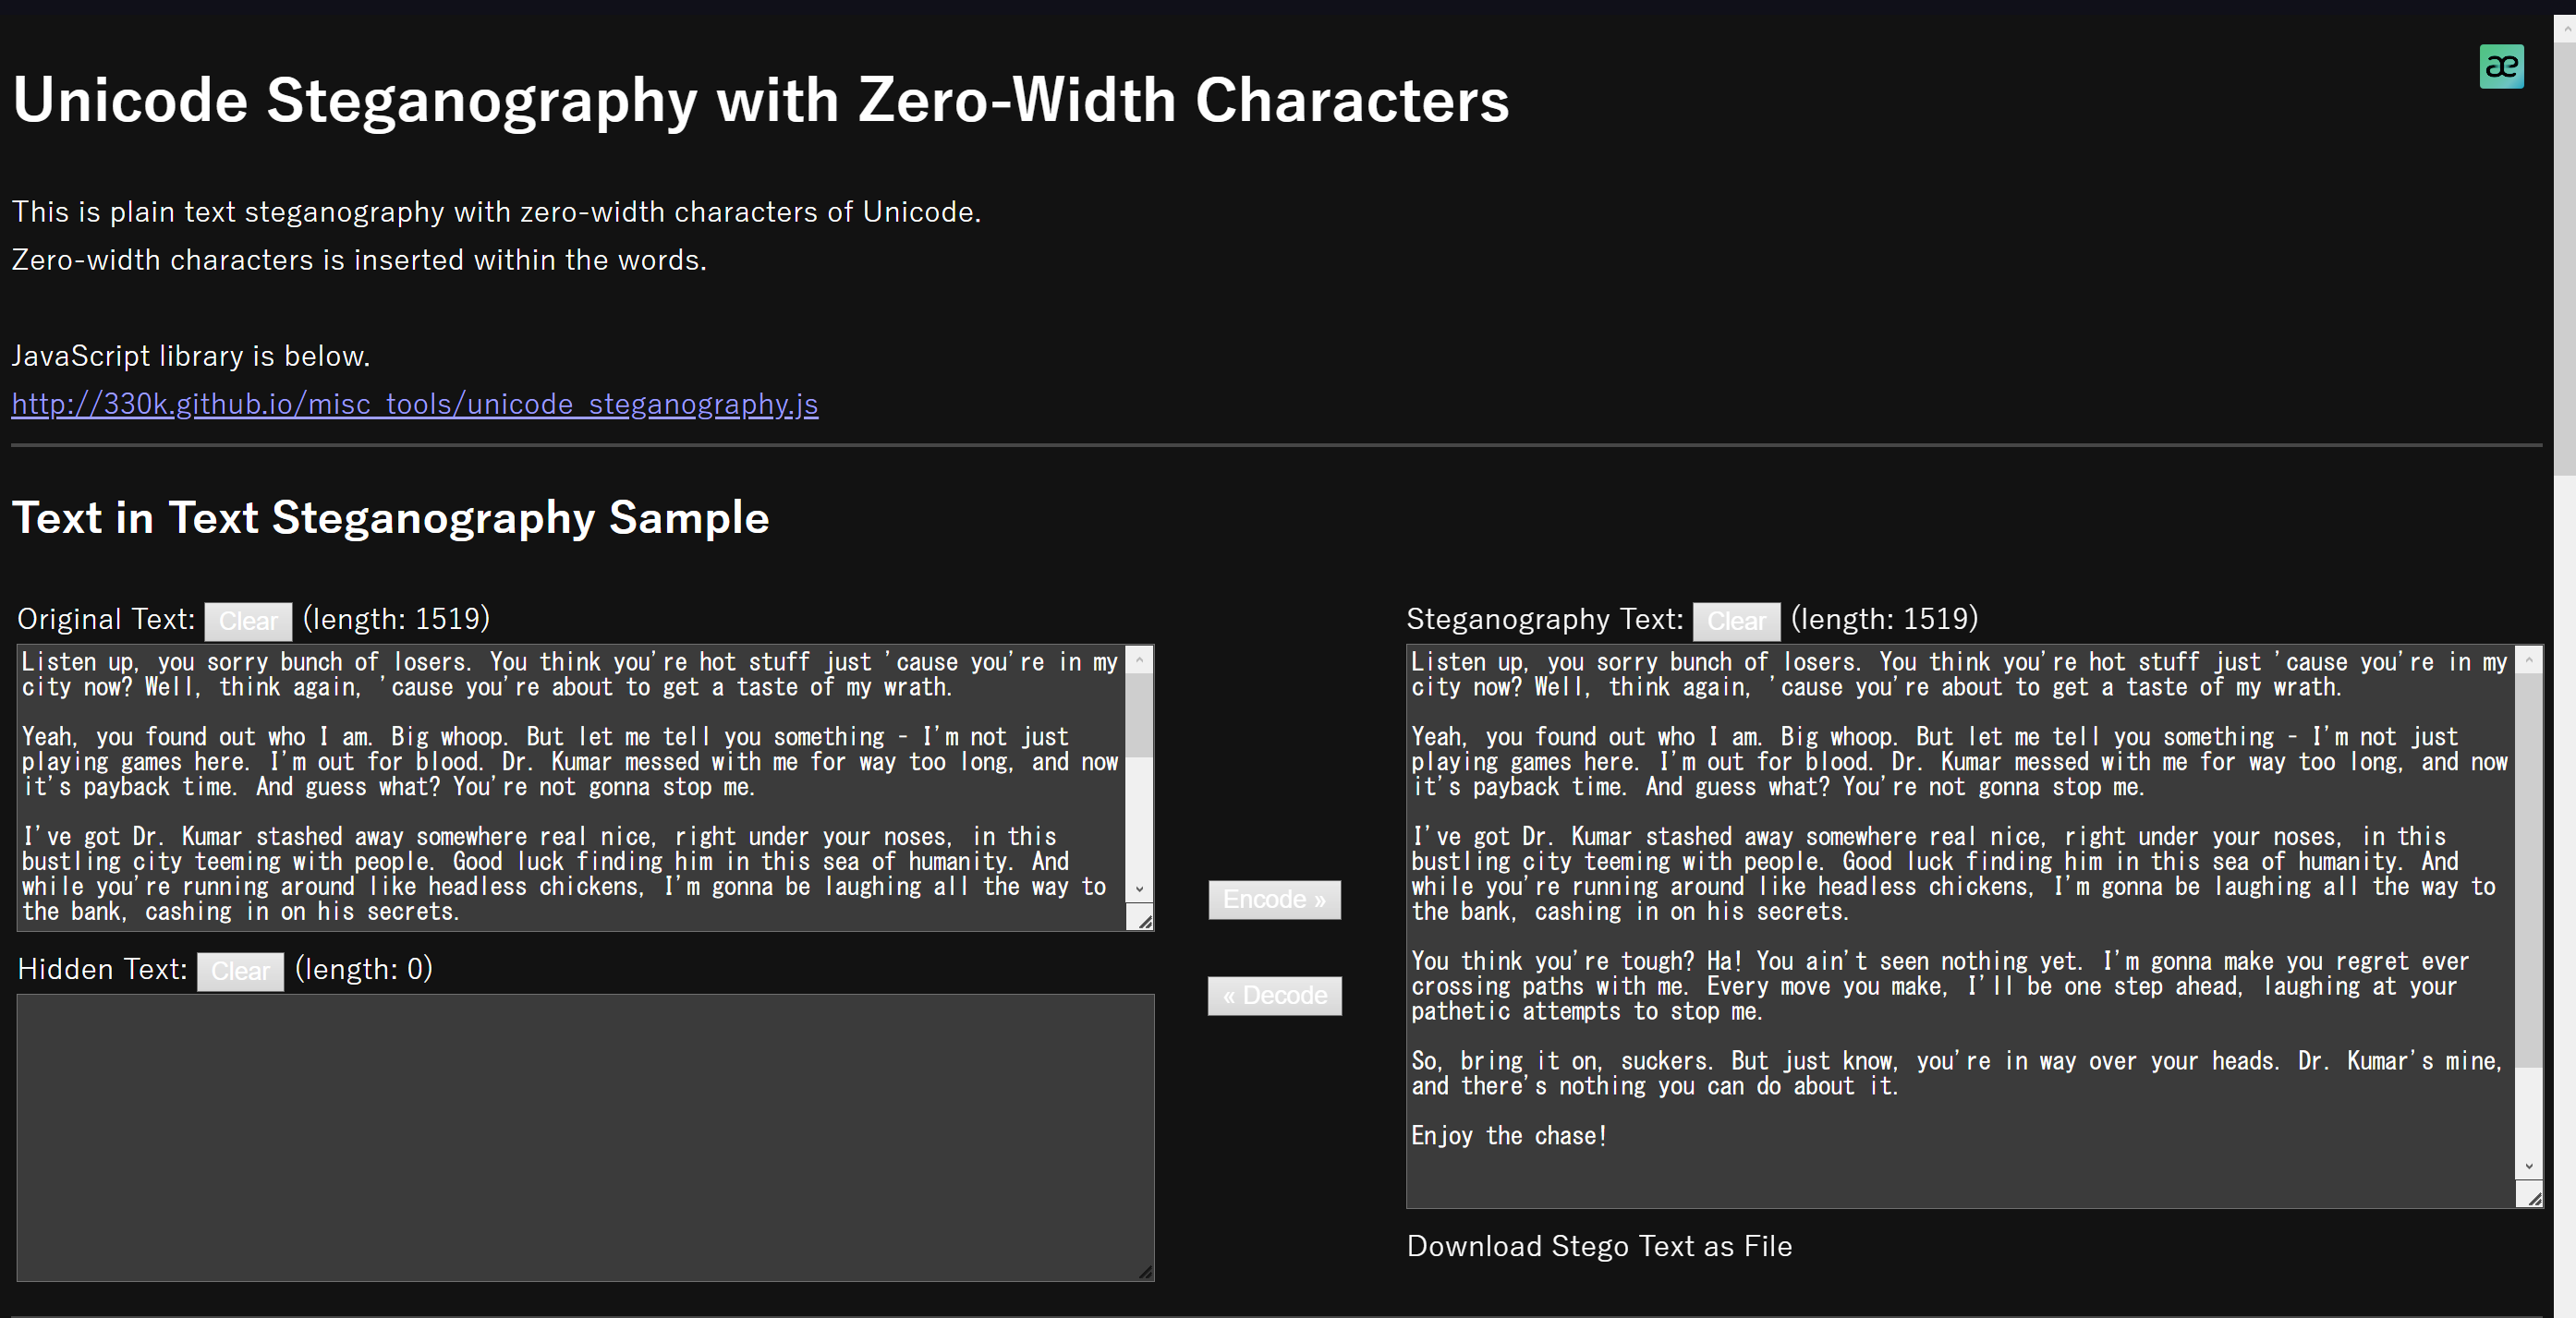 æ
Unicode Steganography with Zero-Width Characters
This is plain text steganography with zero-width characters of Unicode.
Zero-width characters is inserted within the words.
JavaScript library is below.
http://330k.github.io/misc_tools/unicode_steganography.js
Text in Text Steganography Sample
Original Text: Clear (length: 1519)
Listen up, you sorry bunch of losers. You think you're hot stuff just 'cause you're in my
city now? Well, think again, 'cause you're about to get a taste of my wrath.
Yeah, you found out who I am. Big whoop. But let me tell you something - I'm not just
playing games here. I'm out for blood. Dr. Kumar messed with me for way too long, and now
it's payback time. And guess what? You're not gonna stop me.
I've got Dr. Kumar stashed away somewhere real nice, right under your noses, in this
bustling city teeming with people. Good luck finding him in this sea of humanity. And
while you're running around like headless chickens, I'm gonna be laughing all the way to
the bank, cashing in on his secrets.
Hidden Text: Clear (length: 0)
Encode »
« Decode
Steganography Text: Clear (length: 1519)
Listen up, you sorry bunch of losers. You think you're hot stuff just 'cause you're in my
city now? Well, think again, 'cause you're about to get a taste of my wrath.
Yeah, you found out who I am. Big whoop. But let me tell you something - I'm not just
playing games here. I'm out for blood. Dr. Kumar messed with me for way too long, and now
it's payback time. And guess what? You're not gonna stop me.
I've got Dr. Kumar stashed away somewhere real nice, right under your noses, in this
bustling city teeming with people. Good luck finding him in this sea of humanity. And
while you're running around like headless chickens, I'm gonna be laughing all the way to
the bank, cashing in on his secrets.
You think you're tough? Ha! You ain't seen nothing yet. I'm gonna make you regret ever
crossing paths with me. Every move you make, I'll be one step ahead, laughing at your
pathetic attempts to stop me.
So, bring it on, suckers. But just know, you're in way over your heads. Dr. Kumar's mine,
and there's nothing you can do about it.
Enjoy the chase!
Download Stego Text as File